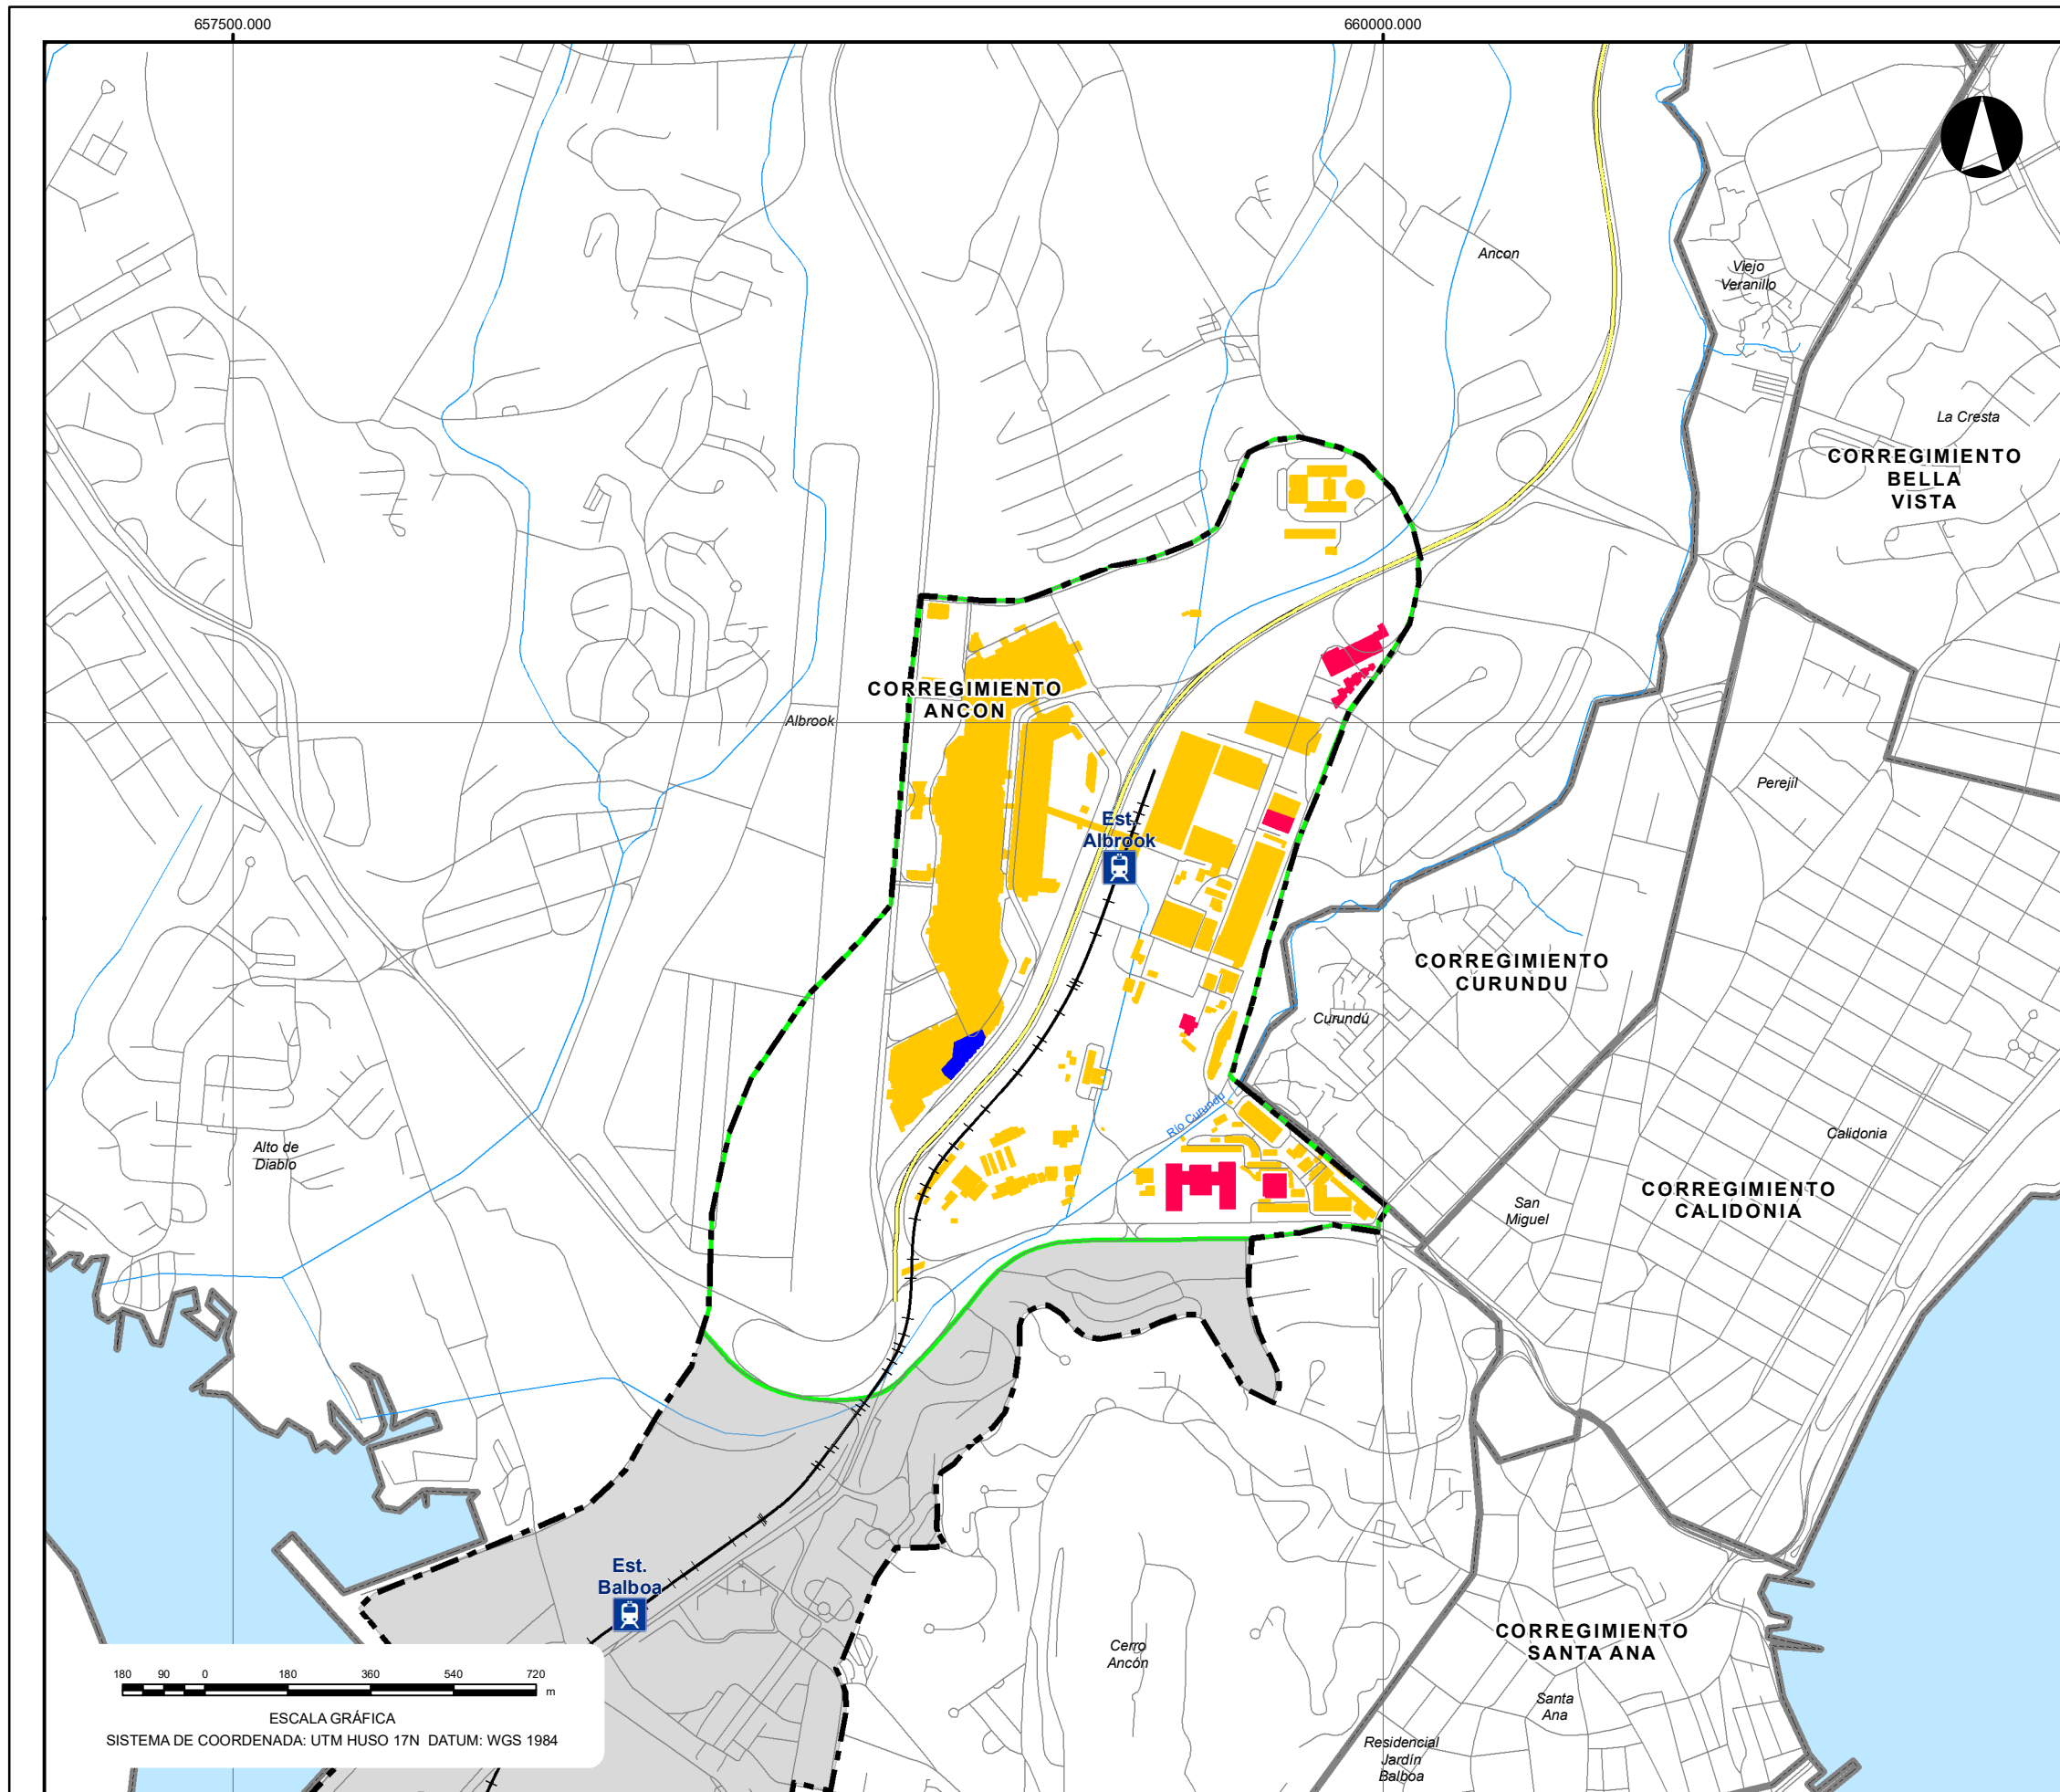 657500.000
660000.000
Ancon
Viejo
Veranillo
La Cresta
CORREGIMIENTO
BELLA
VISTA
CORREGIMIENTO
ANCON
Albrook
Perejil
Est.
Albrook
CORREGIMIENTO
CURUNDU
Curundú
Río Curundu
Alto de
Diablo
Calidonia
CORREGIMIENTO
CALIDONIA
San
Miguel
Est.
Balboa
Cerro
Ancón
CORREGIMIENTO
SANTA ANA
Santa
Ana
Residencial
Jardín
Balboa
180 90 0 180 360 540 720
m
ESCALA GRÁFICA
SISTEMA DE COORDENADA: UTM HUSO 17N DATUM: WGS 1984